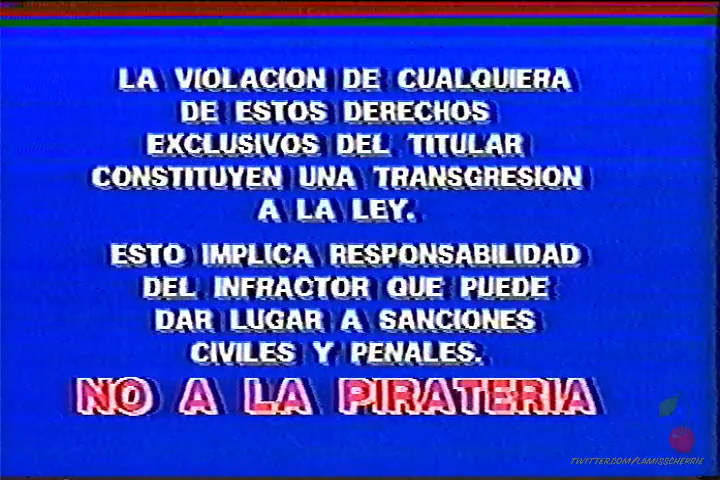 LA VIOLACION DE CUALQUIERA
DE ESTOS DERECHOS
EXCLUSIVOS DEL TITULAR
CONSTITUYEN UNA TRANSGRESION
A LA LEY.
ESTO IMPLICA RESPONSABILIDAD
DEL INFRACTOR QUE PUEDE
DAR LUGAR A SANCIONES
CIVILES Y PENALES.
NO A LA PIRATERIA
TWITTER.COM/LAMISSCHERRIE